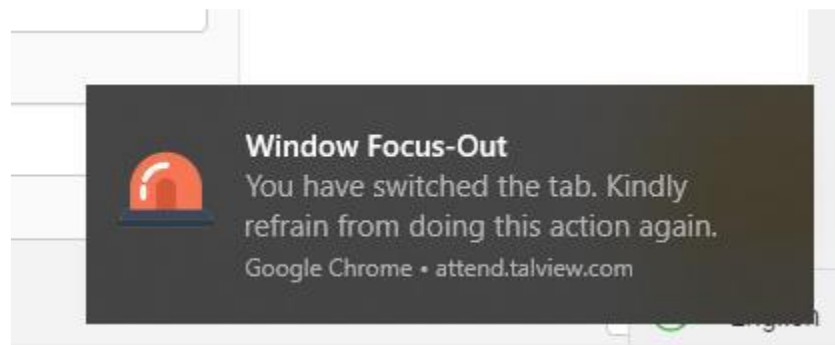 Window Focus-Out
You have switched the tab. Kindly
refrain from doing this action again.
Google Chrome • attend.talview.com
English